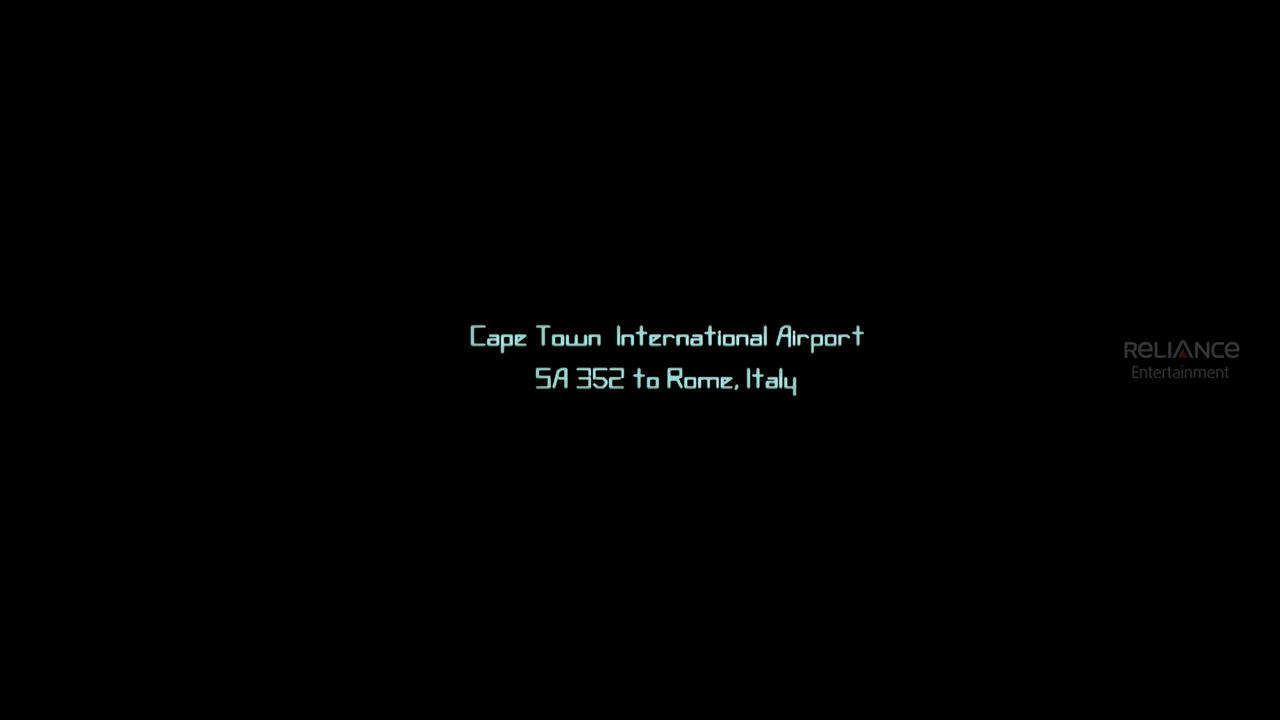 Cape Town International Airport
SA 352 to Rome, Italy
RELIANCE
Entertainment